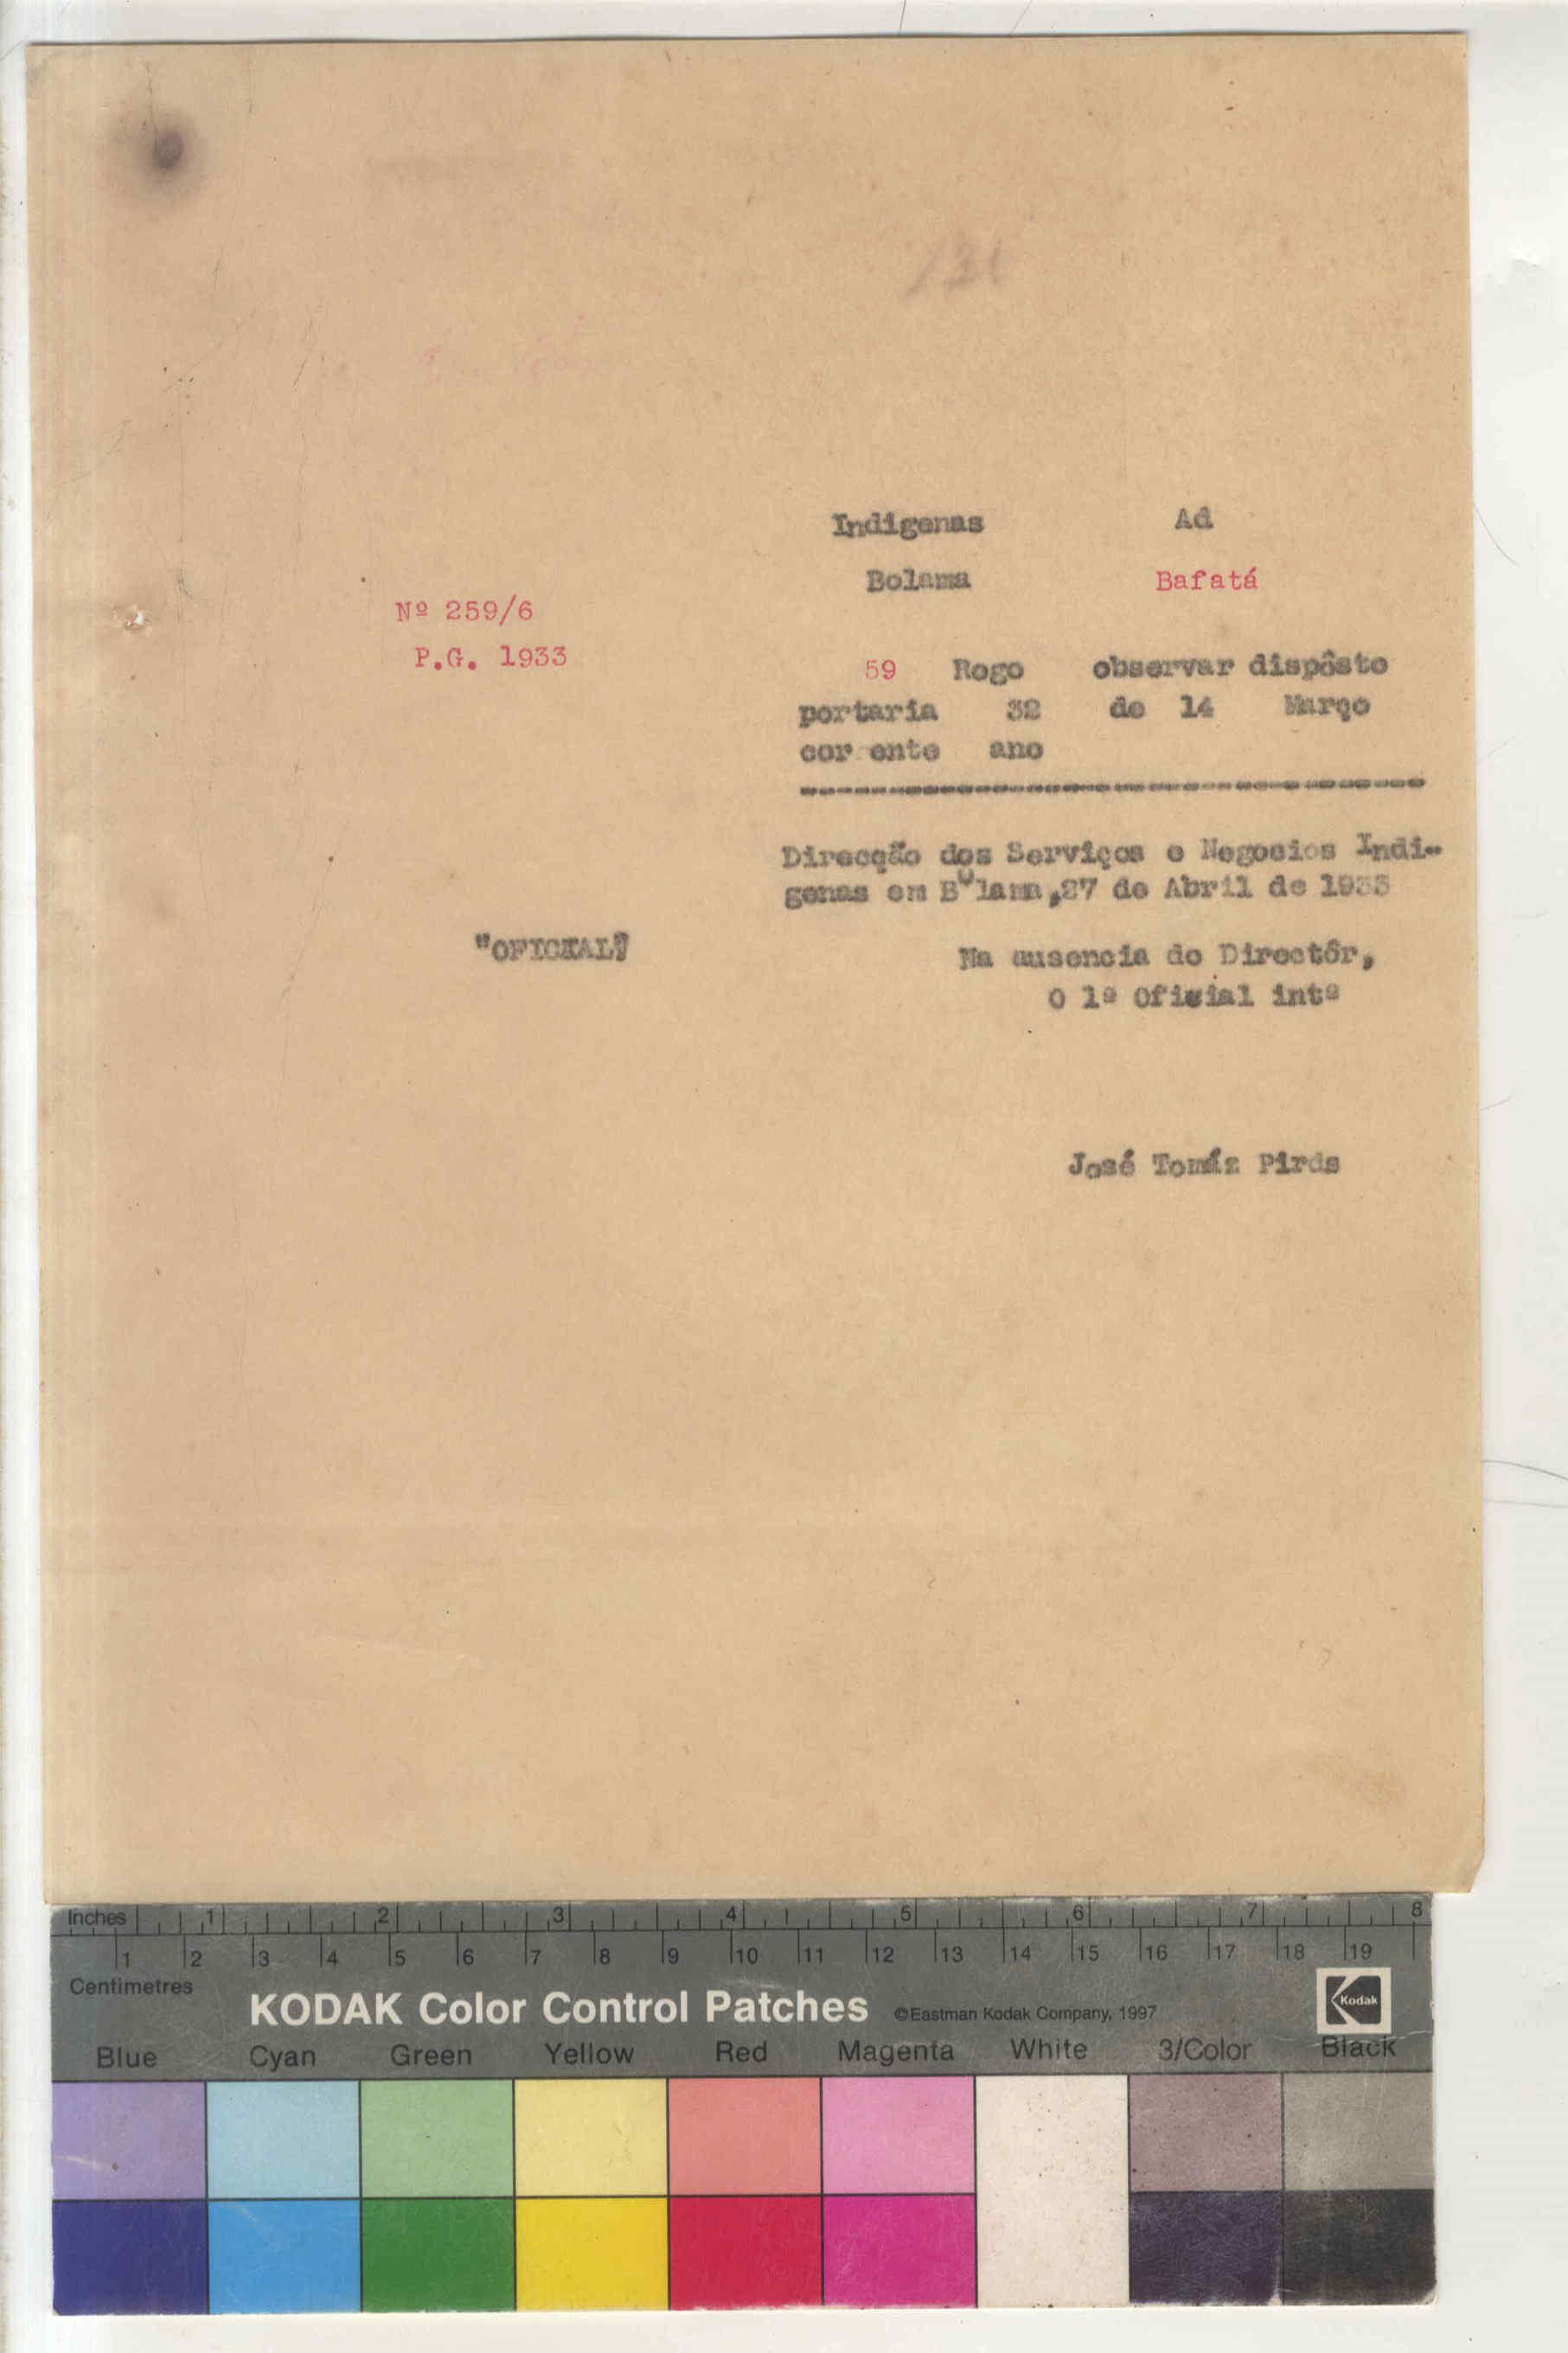 Indigenas Ad
Bolama Bafatá
Nº 259/6
P.G. 1933
59 Rogo observar dispôsto
portaria 32 de 14 Março
cor ente ano
Direcção dos Serviços e Negocios Indi-
genas em Bolama,27 de Abril de 1933
"OFICIAL"
Na ausencia do Directôr,
O 1º Oficial intº
José Tomáz Pirds
Inches 1 2 3 4 5 6 7 8
1 2 3 4 5 6 7 8 9 10 11 12 13 14 15 16 17 18 19
Centimetres
KODAK Color Control Patches ©Eastman Kodak Company, 1997 Kodak
Blue Cyan Green Yellow Red Magenta White 3/Color Black